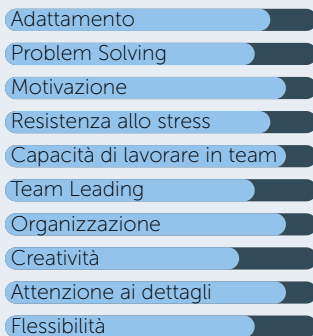 Adattamento
Problem Solving
Motivazione
Resistenza allo stress
Capacità di lavorare in team
Team Leading
Organizzazione
Creatività
Attenzione ai dettagli
Flessibilità